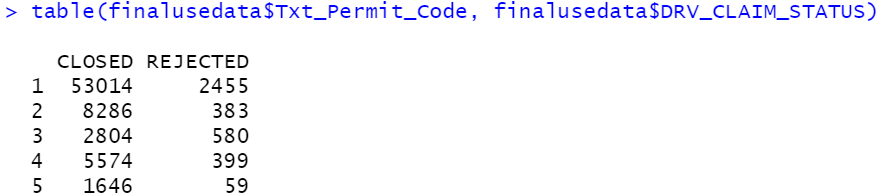 > table(finalusedata$Txt_Permit_Code, finalusedata$DRV_CLAIM_STATUS)
CLOSED REJECTED
1 53014 2455
2 8286 383
3 2804 580
4 5574 399
5 1646 59